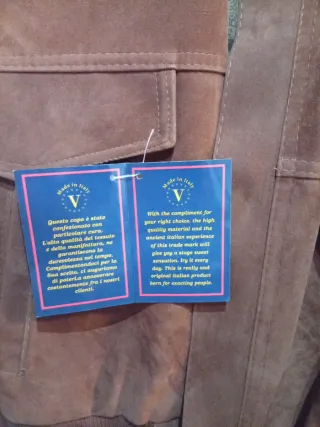 Made in Italy
V
Questo capo è stato
confezionato con
particolare cura.
L'alta qualità del tessuto
e della manifattura, ne
garantiscono la
durevolezza nel tempo.
Complimentandoci per la
Sua scelta, ci auguriamo
di poterLa annoverare
costantemente fra i nostri
clienti.
Made in Italy
V
With the compliment for
your right choice. the high
quality material and the
ancient italian experience
of this trade mark will
give you a stage sweet
sensation. try it every
day. This is really and
original italian product
born for exacting people.